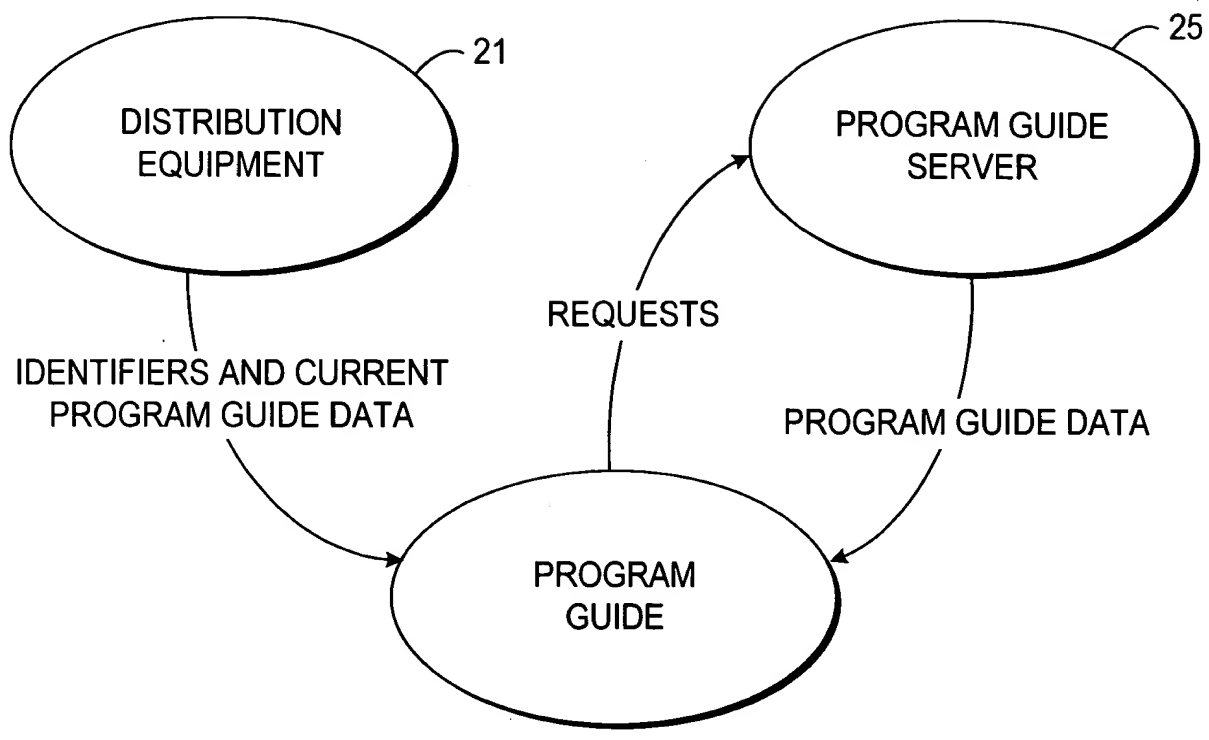 21
DISTRIBUTION
EQUIPMENT
25
PROGRAM GUIDE
SERVER
REQUESTS
IDENTIFIERS AND CURRENT
PROGRAM GUIDE DATA
PROGRAM GUIDE DATA
PROGRAM
GUIDE